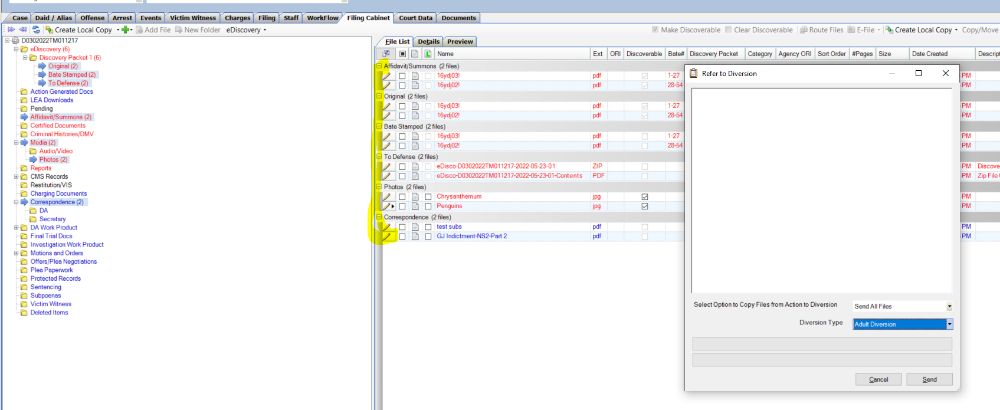 Case Daid / Alias Offense Arrest Events Victim Witness Charges Filing Staff WorkFlow Filing Cabinet Court Data Documents
Create Local Copy Add File New Folder eDiscovery
Make Discoverable Clear Discoverable Route Files E-File Create Local Copy Copy/Move
D0302022TM011217
eDiscovery (6)
Discovery Packet 1 (6)
Original (2)
Bate Stamped (2)
To Defense (2)
Action Generated Docs
LEA Downloads
Pending
Affidavit/Summons (2)
Certified Documents
Criminal Histories/DMV
Media (2)
Audio/Video
Photos (2)
Reports
CMS Records
Restitution/VIS
Charging Documents
Correspondence (2)
DA
Secretary
DA Work Product
Final Trial Docs
Investigation Work Product
Motions and Orders
Offers/Plea Negotiations
Plea Paperwork
Protected Records
Sentencing
Subpoenas
Victim Witness
Deleted Items
File List Details Preview
Name Ext ORI Discoverable Bate# Discovery Packet Category Agency ORI Sort Order #Pages Size Date Created Descript
Affidavit/Summons (2 files)
16ydj03! pdf 1-27 PM
16ydj02! pdf 28-54 PM
Original (2 files)
16ydj03! pdf 1-27 PM
16ydj02! pdf 28-54 PM
Bate Stamped (2 files)
16ydj03! pdf 1-27 PM
16ydj02! pdf 28-54 PM
To Defense (2 files)
eDisco-D0302022TM011217-2022-05-23-01 ZIP PM Discove
eDisco-D0302022TM011217-2022-05-23-01-Contents PDF PM Zip File
Photos (2 files)
Chrysanthemum jpg PM
Penguins jpg PM
Correspondence (2 files)
test subs pdf PM
GJ Indictment-NS2-Part 2 pdf PM
Refer to Diversion
Select Option to Copy Files from Action to Diversion Send All Files
Diversion Type Adult Diversion
Cancel Send